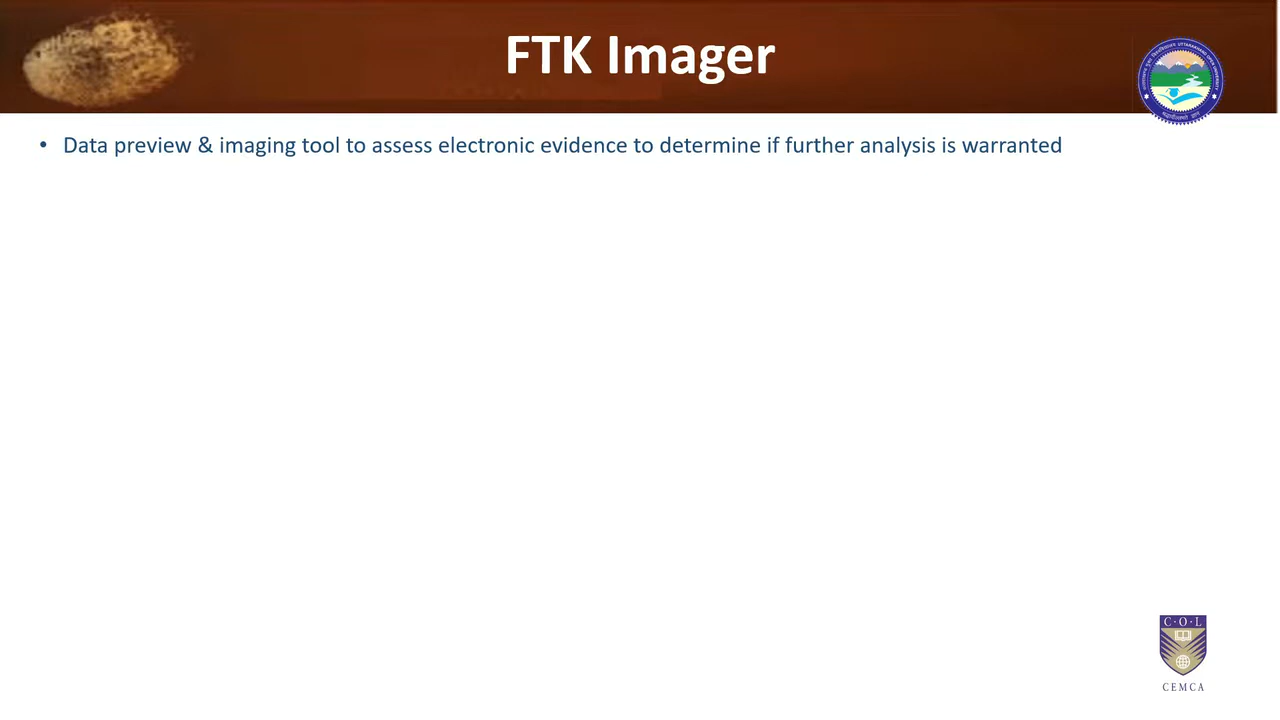 FTK Imager
• Data preview & imaging tool to assess electronic evidence to determine if further analysis is warranted
C·O·L
CEMCA